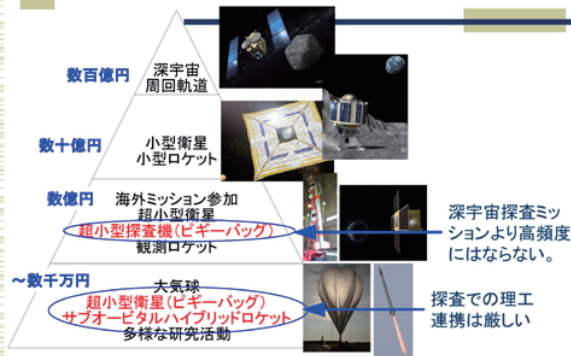 数百億円
深宇宙
周回軌道
数十億円
小型衛星
小型ロケット
数億円
海外ミッション参加
超小型衛星
超小型探査機(ピギーバッグ)
観測ロケット
深宇宙探査ミッ
ションより高頻度
にはならない。
~数千万円
大気球
超小型衛星(ピギーバッグ)
サブオービタルハイブリッドロケット
多様な研究活動
探査での理工
連携は厳しい